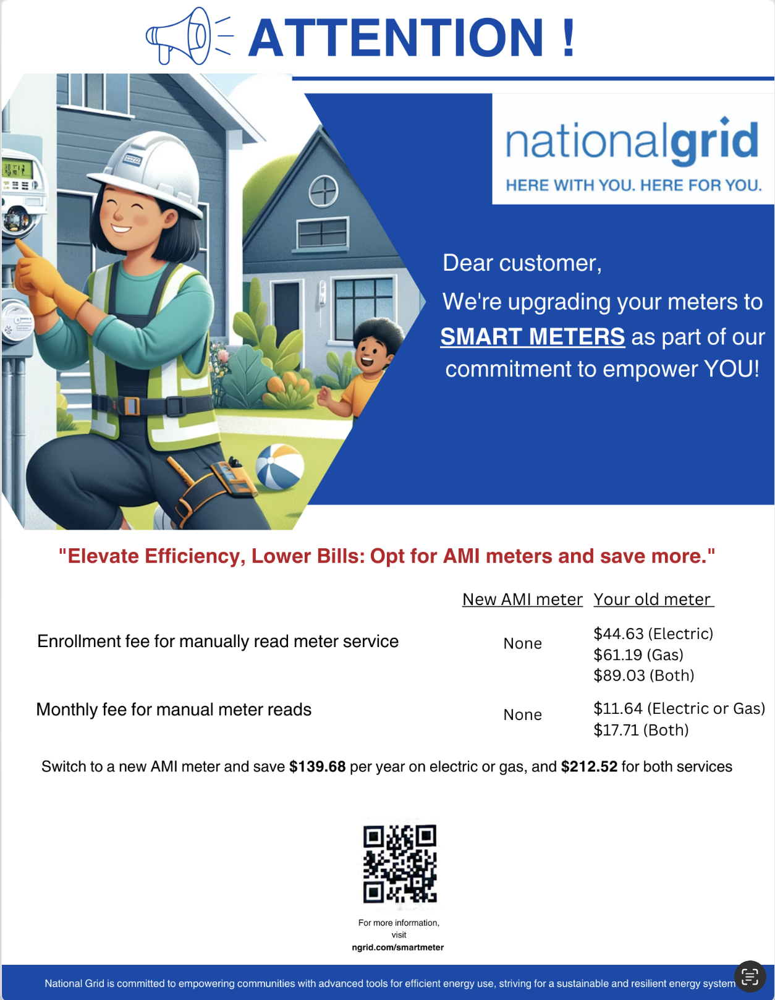 ATTENTION !
nationalgrid
HERE WITH YOU. HERE FOR YOU.
Dear customer,
We're upgrading your meters to
SMART METERS as part of our
commitment to empower YOU!
"Elevate Efficiency, Lower Bills: Opt for AMI meters and save more."
New AMI meter Your old meter
Enrollment fee for manually read meter service None $44.63 (Electric)
$61.19 (Gas)
$89.03 (Both)
Monthly fee for manual meter reads None $11.64 (Electric or Gas)
$17.71 (Both)
Switch to a new AMI meter and save $139.68 per year on electric or gas, and $212.52 for both services
For more information,
visit
ngrid.com/smartmeter
National Grid is committed to empowering communities with advanced tools for efficient energy use, striving for a sustainable and resilient energy system